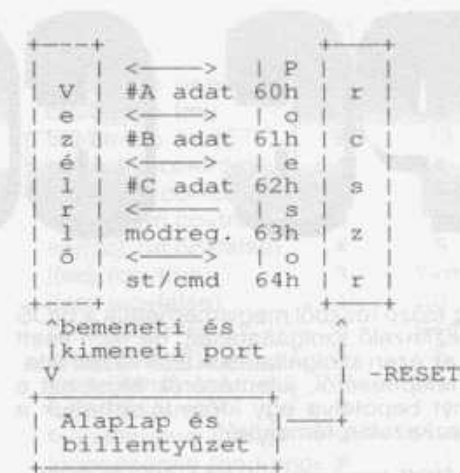 +----+ +----+
| | <----> | P | |
| V | #A adat 60h | r |
| e | <----> | o | |
| z | #B adat 61h | c |
| é | <----> | e | |
| l | #C adat 62h | s |
| r | <---- | s | |
| l | módreg. 63h | z |
| ő | <---- | o | |
| | st/cmd 64h | r |
+----+ +----+
^bemeneti és ^
|kimeneti port |
V | -RESET
+----------------+ |
| Alaplap és |----+
| billentyűzet |
+----------------+